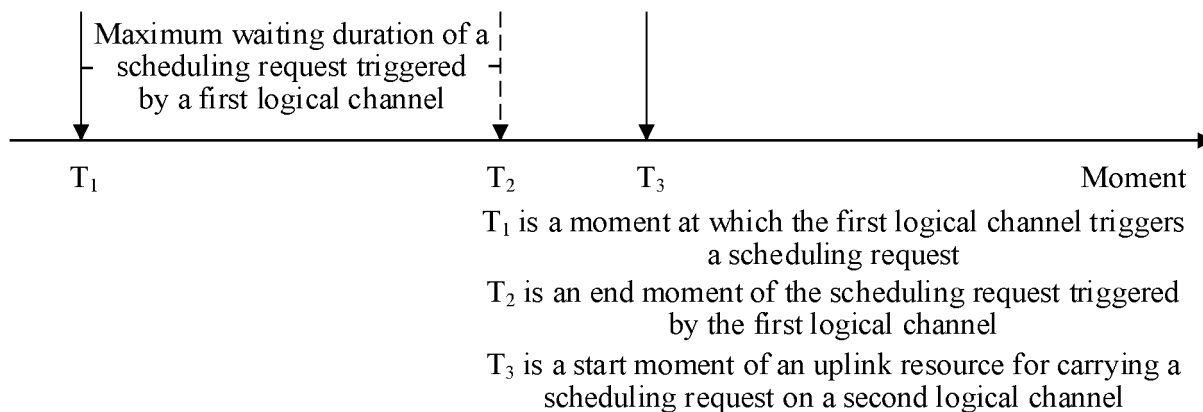 Maximum waiting duration of a
scheduling request triggered
by a first logical channel
T₁
T₂
T₃
Moment
T₁ is a moment at which the first logical channel triggers
a scheduling request
T₂ is an end moment of the scheduling request triggered
by the first logical channel
T₃ is a start moment of an uplink resource for carrying a
scheduling request on a second logical channel